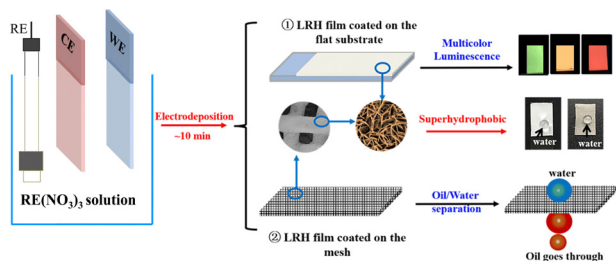 RE
CE
WE
RE(NO₃)₃ solution
Electrodeposition
~10 min
① LRH film coated on the
flat substrate
② LRH film coated on the
mesh
Multicolor
Luminescence
Superhydrophobic
water
water
Oil/Water
separation
water
Oil goes through